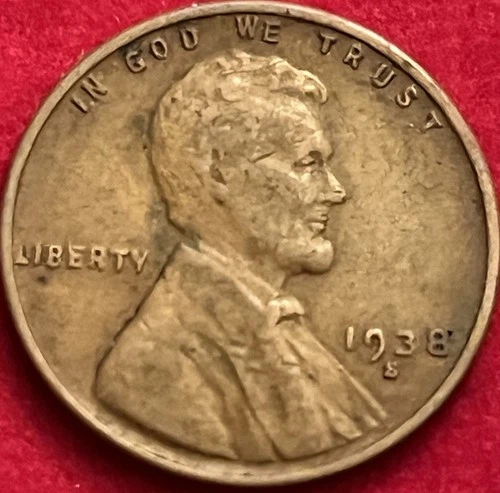 IN GOD WE TRUST
LIBERTY
1938
S